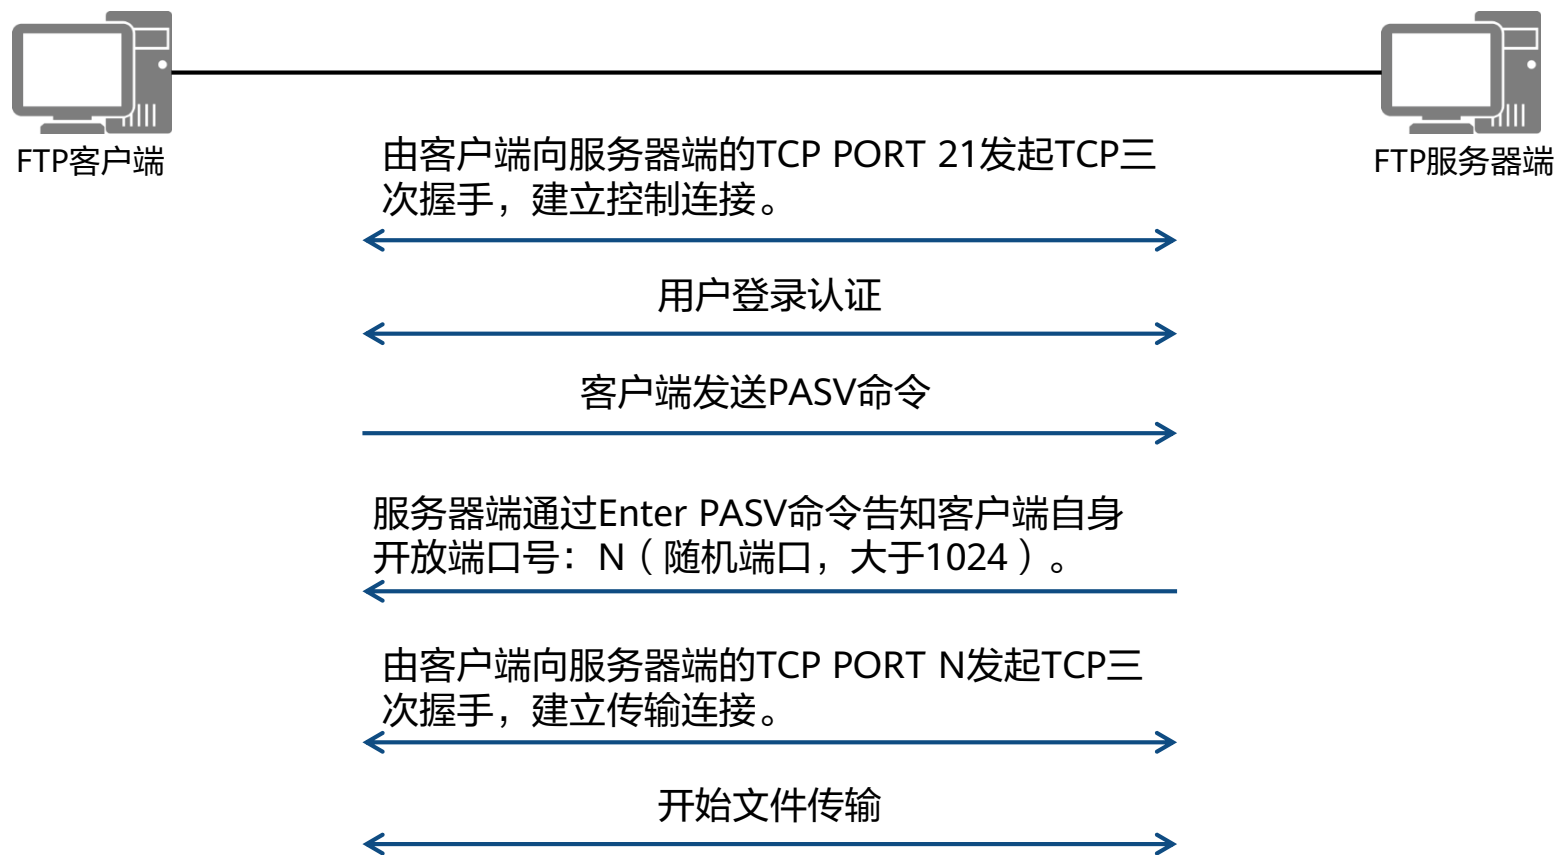 FTP客户端
FTP服务器端
由客户端向服务器端的TCP PORT 21发起TCP三
次握手，建立控制连接。
用户登录认证
客户端发送PASV命令
服务器端通过Enter PASV命令告知客户端自身
开放端口号：N（随机端口，大于1024）。
由客户端向服务器端的TCP PORT N发起TCP三
次握手，建立传输连接。
开始文件传输